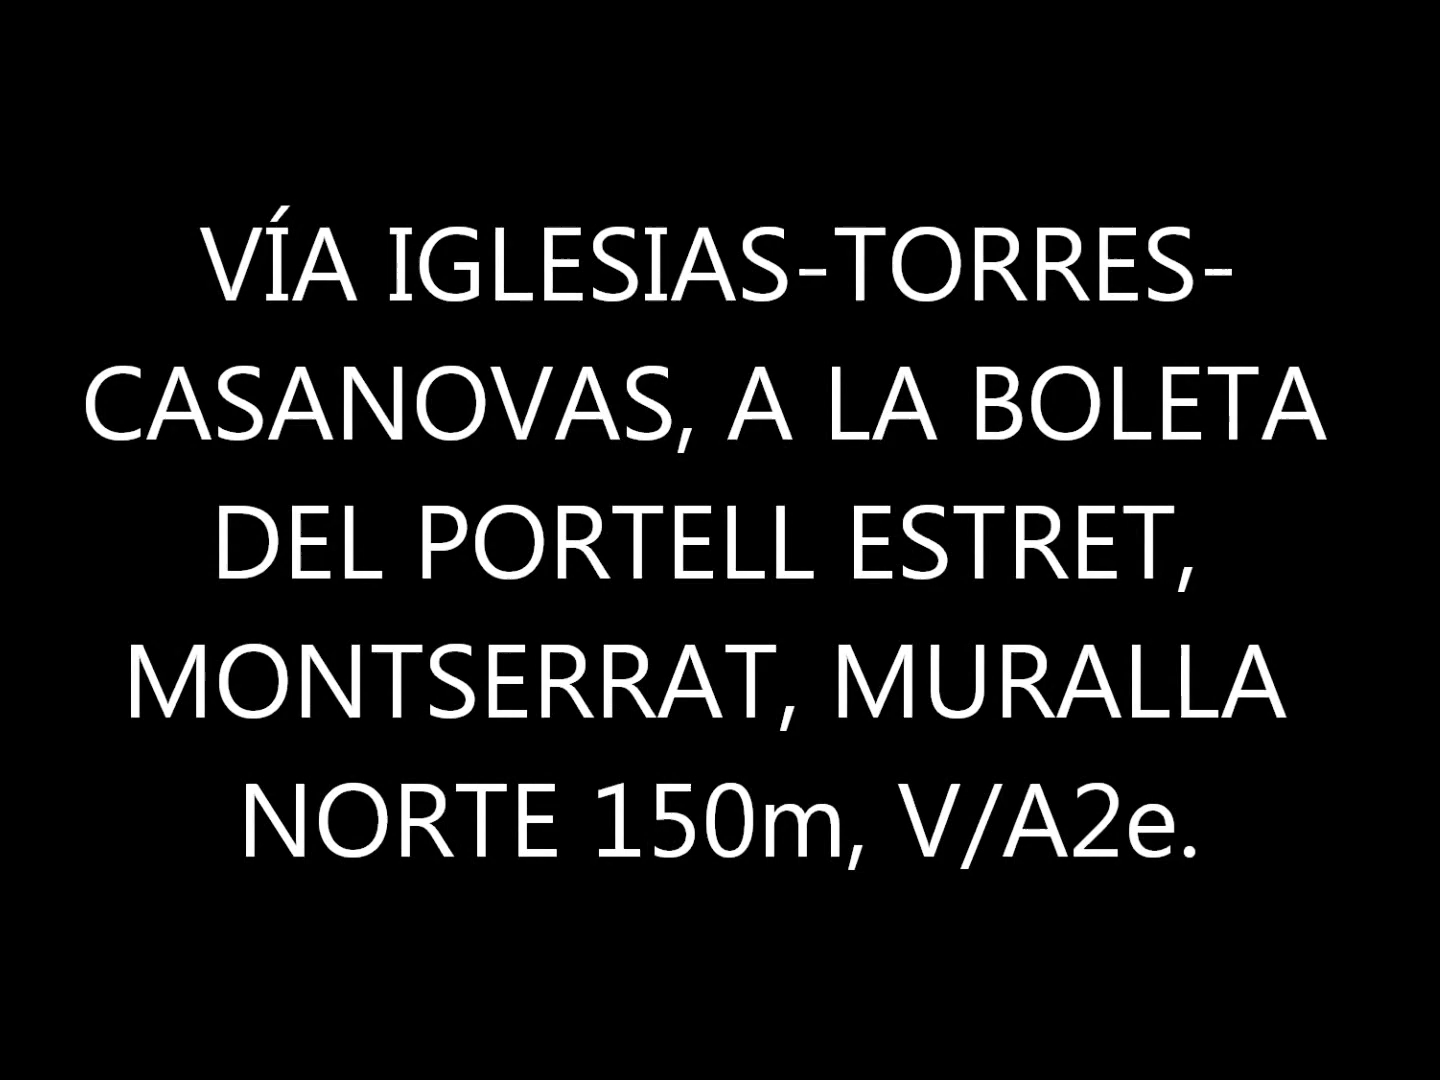 VÍA IGLESIAS-TORRES-
CASANOVAS, A LA BOLETA
DEL PORTELL ESTRET,
MONTSERRAT, MURALLA
NORTE 150m, V/A2e.